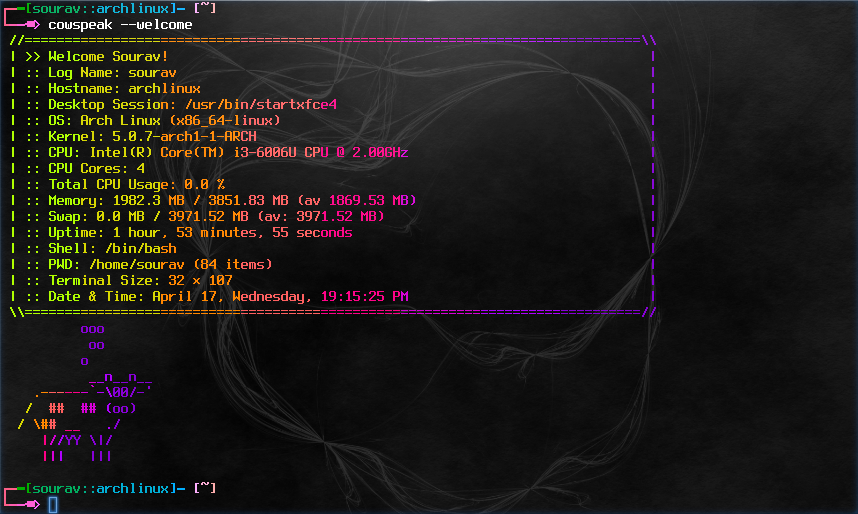 [sourav::archlinux]- [~]
cowspeak --welcome
//==============================================================================\\
| >> Welcome Sourav! |
| :: Log Name: sourav |
| :: Hostname: archlinux |
| :: Desktop Session: /usr/bin/startxfce4 |
| :: OS: Arch Linux (x86_64-linux) |
| :: Kernel: 5.0.7-arch1-1-ARCH |
| :: CPU: Intel(R) Core(TM) i3-6006U CPU @ 2.00GHz |
| :: CPU Cores: 4 |
| :: Total CPU Usage: 0.0 % |
| :: Memory: 1982.3 MB / 3851.83 MB (av 1869.53 MB) |
| :: Swap: 0.0 MB / 3971.52 MB (av: 3971.52 MB) |
| :: Uptime: 1 hour, 53 minutes, 55 seconds |
| :: Shell: /bin/bash |
| :: PWD: /home/sourav (84 items) |
| :: Terminal Size: 32 x 107 |
| :: Date & Time: April 17, Wednesday, 19:15:25 PM |
\\==============================================================================//
         ooo
          oo
         o
          __n__n__
   .------`-\00/-'
  /  ##  ## (oo)
 / \## __   ./
    |//YY \|/
    |||   |||
[sourav::archlinux]- [~]